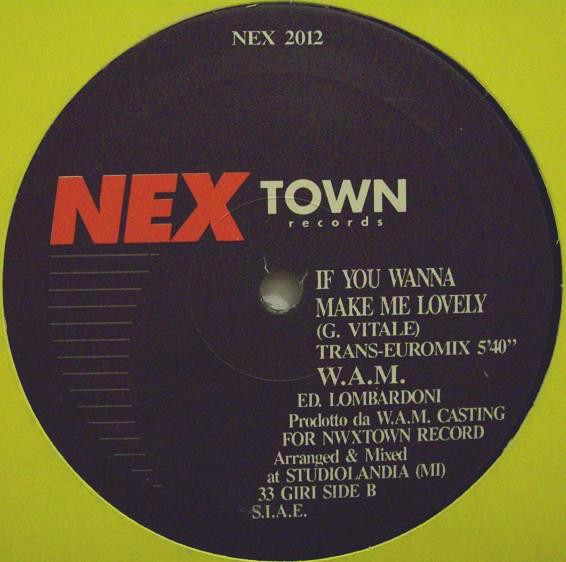 NEX 2012
NEX TOWN
records
IF YOU WANNA
MAKE ME LOVELY
(G. VITALE)
TRANS-EUROMIX 5'40"
W.A.M.
ED. LOMBARDONI
Prodotto da W.A.M. CASTING
FOR NWXTOWN RECORD
Arranged & Mixed
at STUDIOLANDIA (MI)
33 GIRI SIDE B
S.I.A.E.